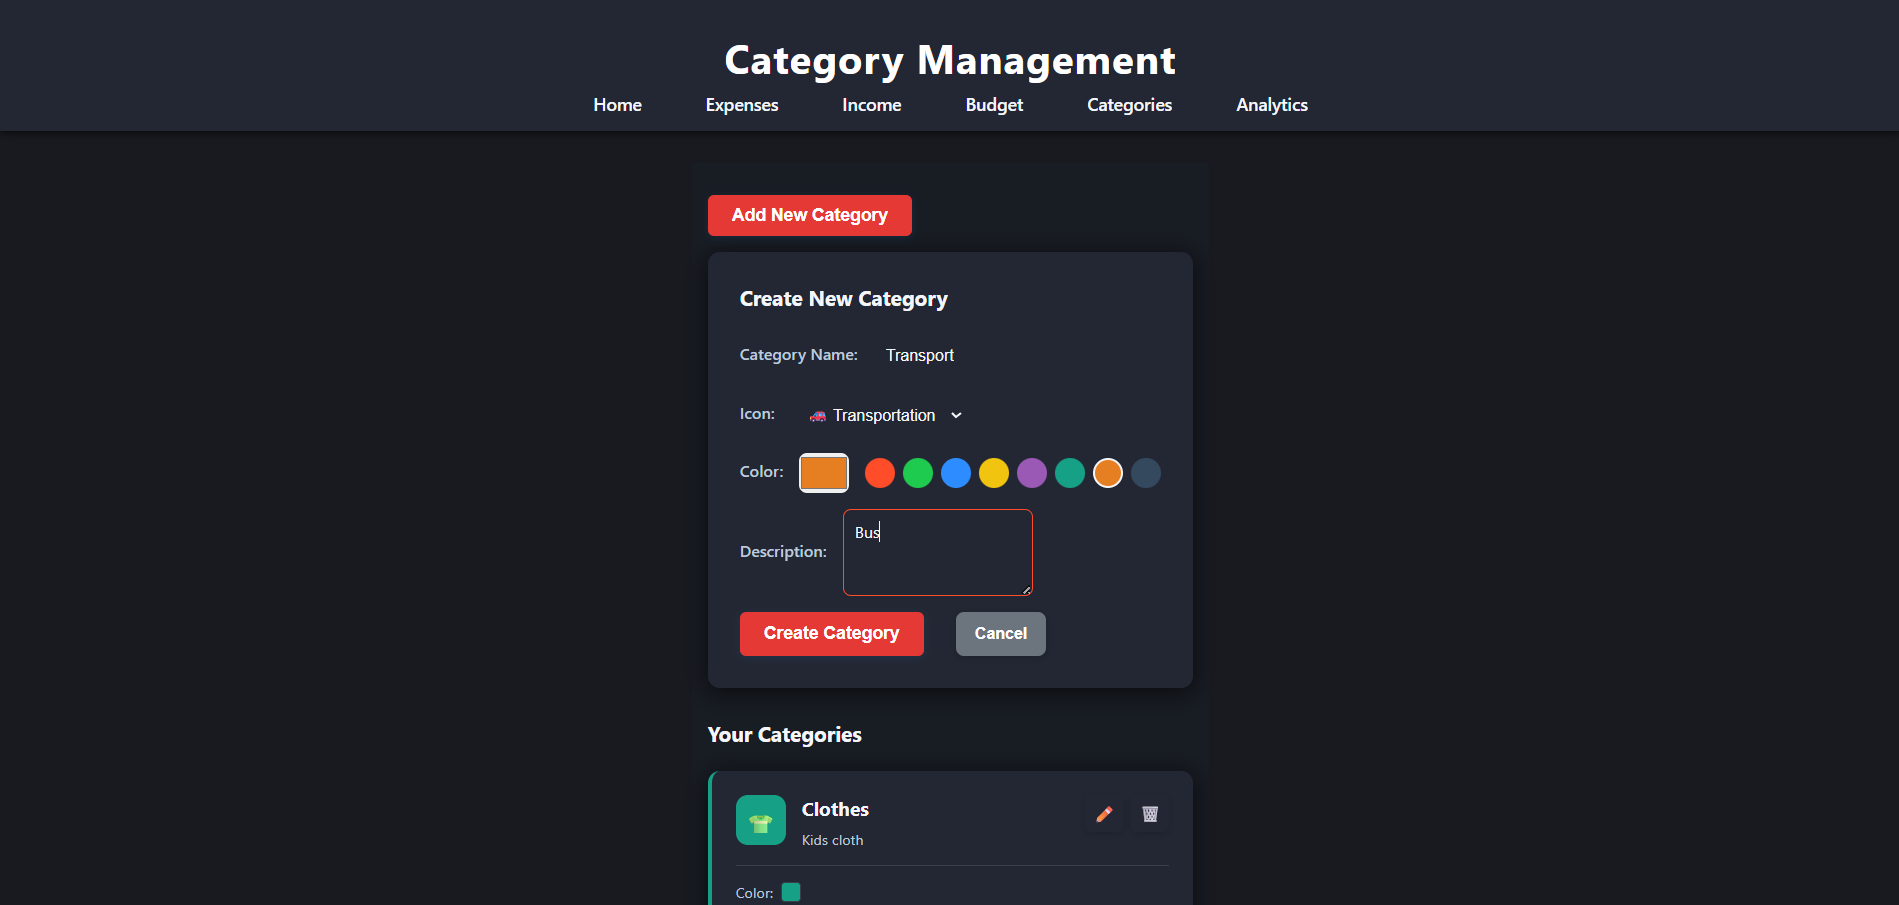 Category Management
Home Expenses Income Budget Categories Analytics
Add New Category
Create New Category
Category Name: Transport
Icon: Transportation
Color:
Description: Bus
Create Category Cancel
Your Categories
Clothes
Kids cloth
Color: